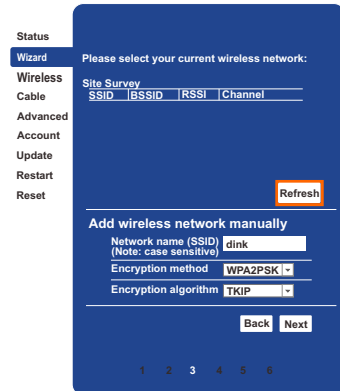 Status
Wizard
Wireless
Cable
Advanced
Account
Update
Restart
Reset
Please select your current wireless network:
Site Survey
SSID BSSID RSSI Channel
Refresh
Add wireless network manually
Network name (SSID) dink
(Note: case sensitive)
Encryption method WPA2PSK
Encryption algorithm TKIP
Back Next
1 2 3 4 5 6